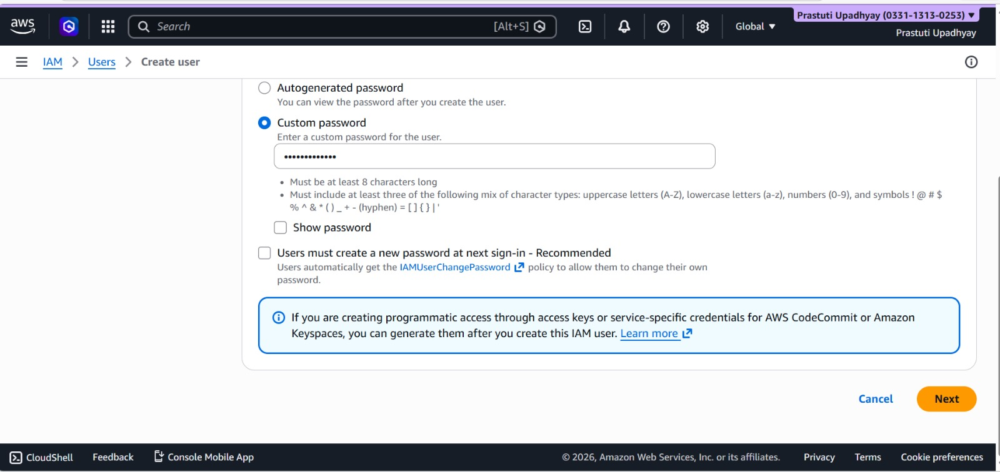 aws
Search
[Alt+S]
Global ▼
Prastuti Upadhyay (0331-1313-0253) ▼
Prastuti Upadhyay
IAM > Users > Create user
Autogenerated password
You can view the password after you create the user.
Custom password
Enter a custom password for the user.
•••••••••••••
• Must be at least 8 characters long
• Must include at least three of the following mix of character types: uppercase letters (A-Z), lowercase letters (a-z), numbers (0-9), and symbols ! @ # $
% ^ & * ( ) _ + - (hyphen) = [ ] { } | '
Show password
Users must create a new password at next sign-in - Recommended
Users automatically get the IAMUserChangePassword policy to allow them to change their own
password.
If you are creating programmatic access through access keys or service-specific credentials for AWS CodeCommit or Amazon
Keyspaces, you can generate them after you create this IAM user. Learn more
Cancel
Next
CloudShell
Feedback
Console Mobile App
© 2026, Amazon Web Services, Inc. or its affiliates.
Privacy
Terms
Cookie preferences